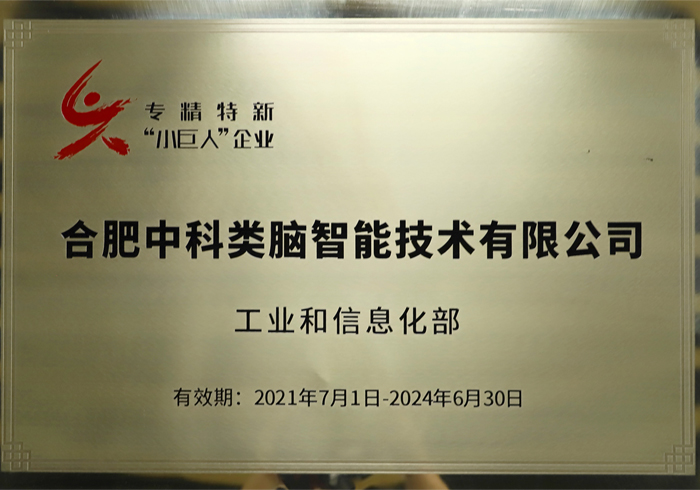 专精特新
“小巨人”企业
合肥中科类脑智能技术有限公司
工业和信息化部
有效期：2021年7月1日-2024年6月30日